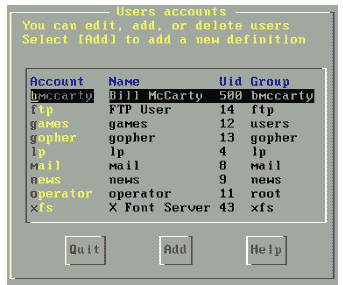 Users accounts
You can edit, add, or delete users
Select [Add] to add a new definition
Account Name Uid Group
bmccarty Bill McCarty 500 bmccarty
ftp FTP User 14 ftp
games games 12 users
gopher gopher 13 gopher
lp lp 4 lp
mail mail 8 mail
news news 9 news
operator operator 11 root
xfs X Font Server 43 xfs
Quit Add Help